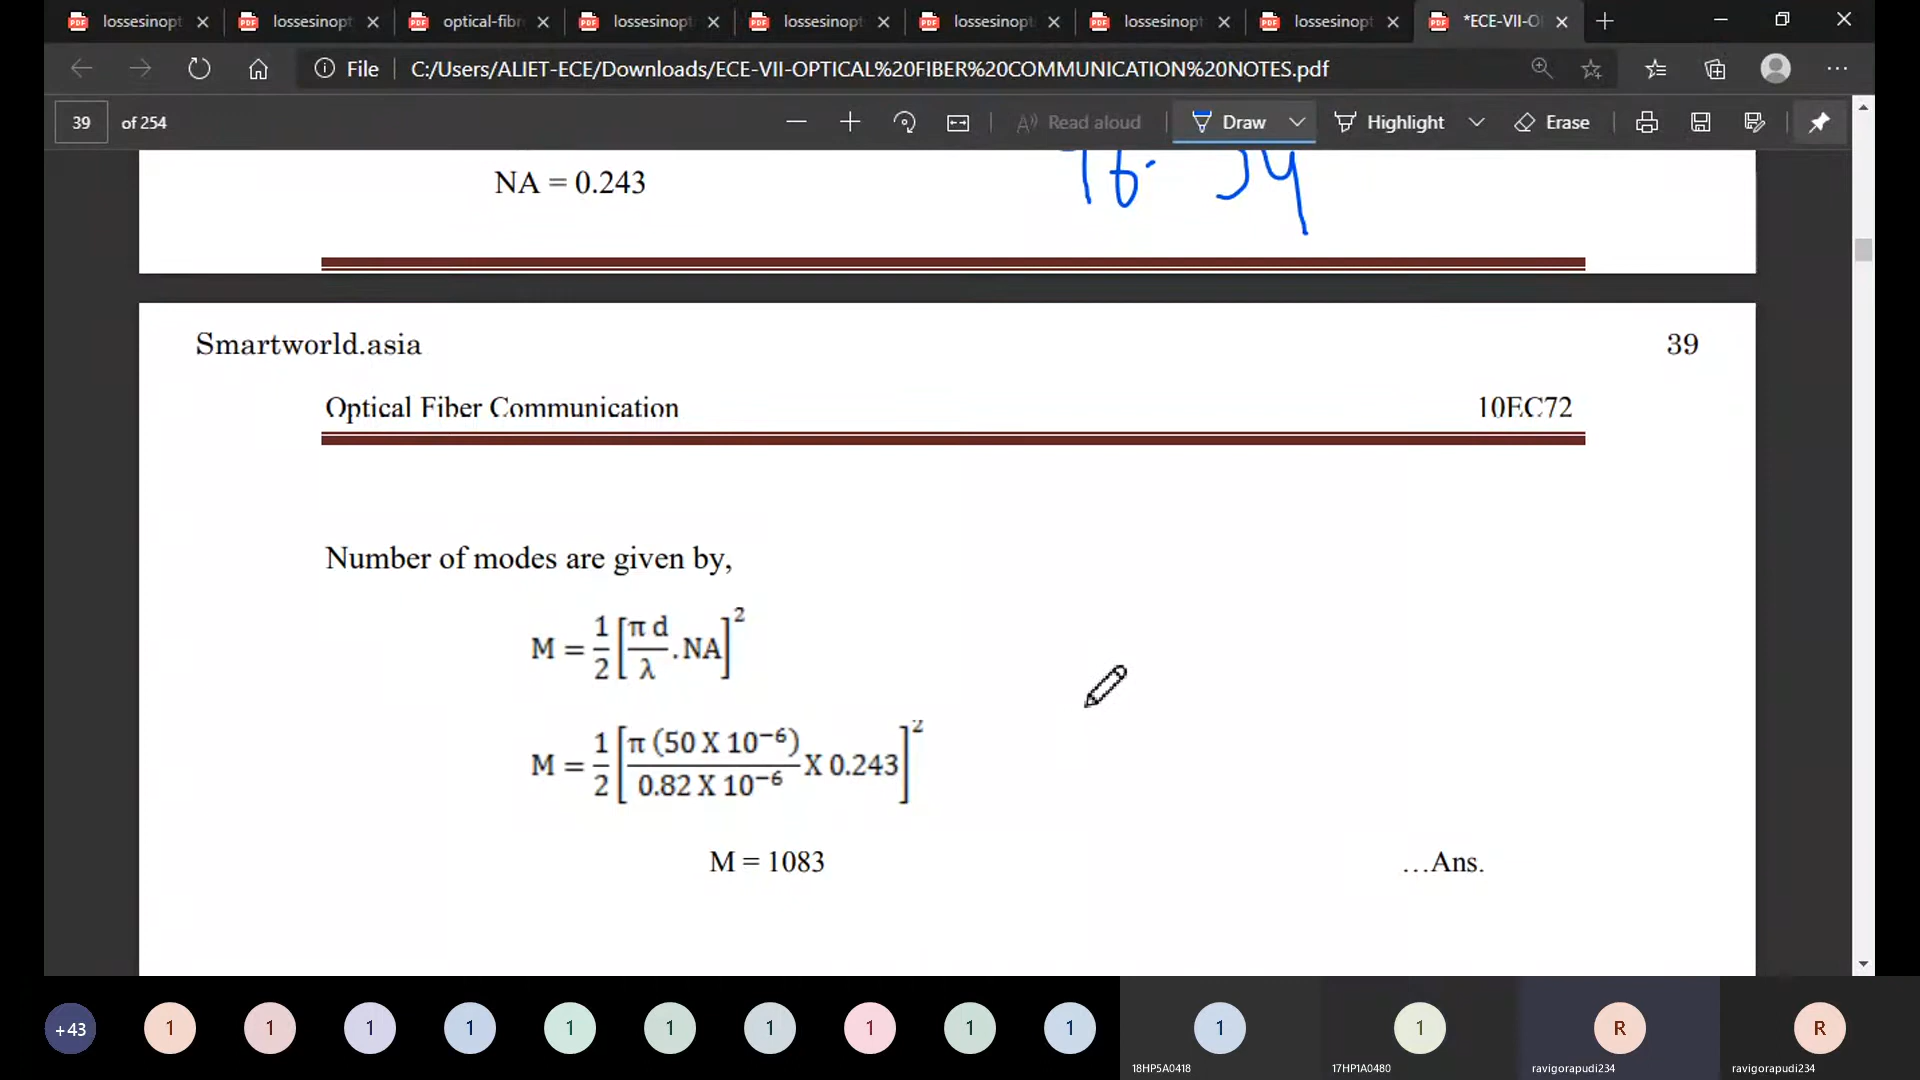 lossesinopt lossesinopt optical-fibr lossesinopt lossesinopt lossesinopt lossesinopt lossesinopt *ECE-VII-O
File C:/Users/ALIET-ECE/Downloads/ECE-VII-OPTICAL%20FIBER%20COMMUNICATION%20NOTES.pdf
39 of 254 Read aloud Draw Highlight Erase
NA = 0.243
Smartworld.asia 39
Optical Fiber Communication 10EC72
Number of modes are given by,
M = 1/2 [π d/λ .NA]²
M = 1/2 [π (50 X 10⁻⁶)/0.82 X 10⁻⁶ X 0.243]²
M = 1083 …Ans.
+43 1 1 1 1 1 1 1 1 1 1 1 1 R R
18HP5A0418 17HP1A0480 ravigorapudi234 ravigorapudi234